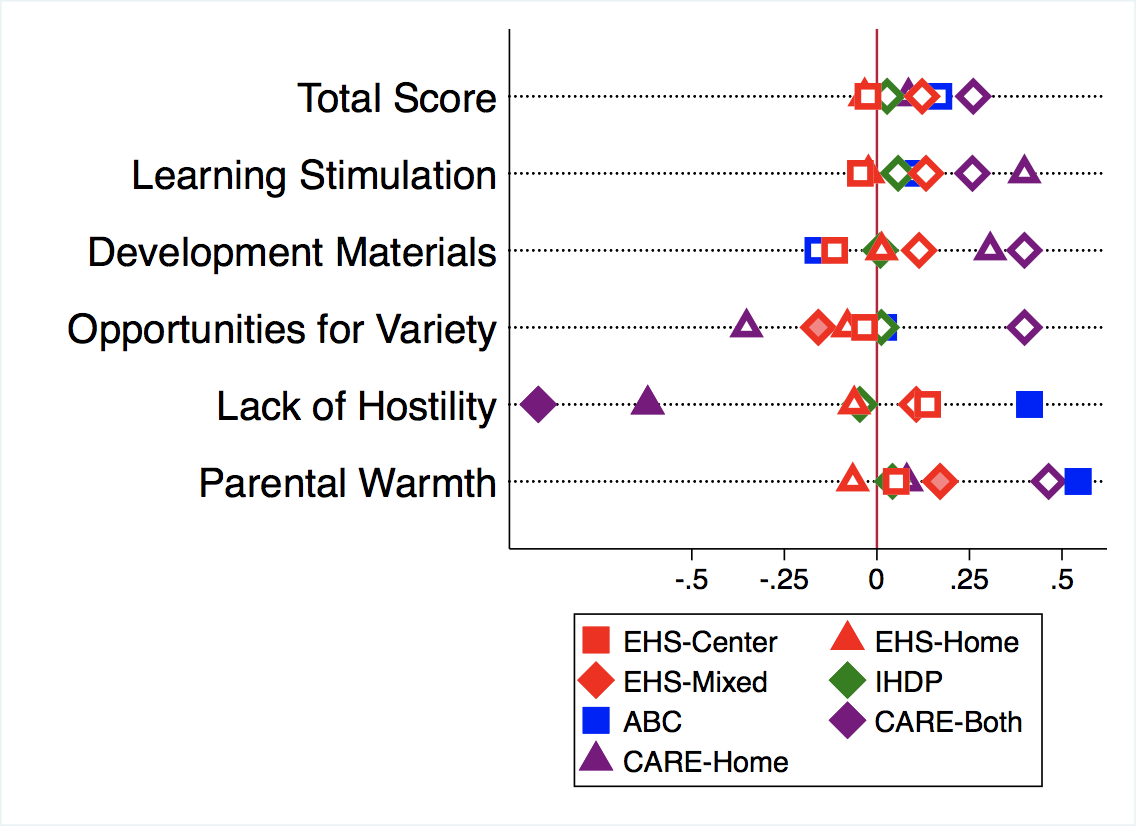 Total Score
Learning Stimulation
Development Materials
Opportunities for Variety
Lack of Hostility
Parental Warmth
-.5 -.25 0 .25 .5
EHS-Center EHS-Home
EHS-Mixed IHDP
ABC CARE-Both
CARE-Home